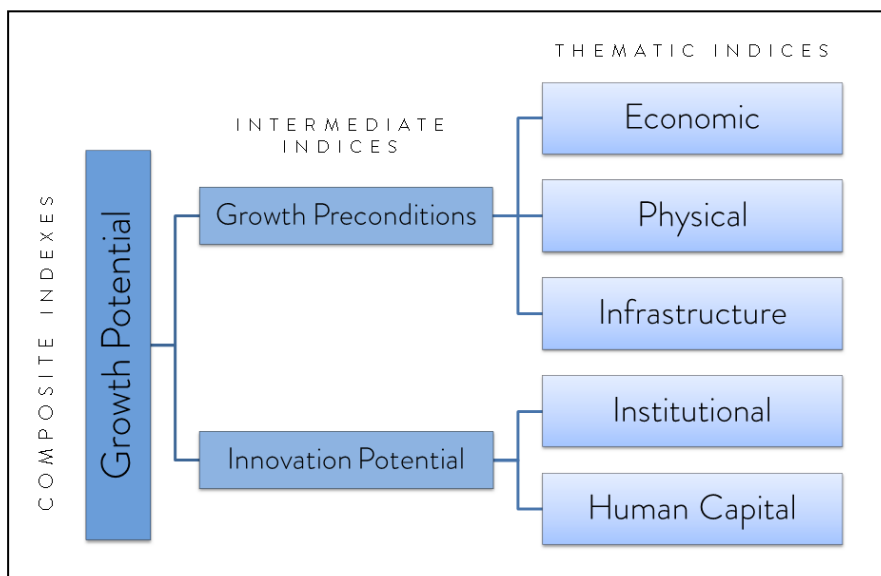 COMPOSITE INDEXES
Growth Potential
INTERMEDIATE
INDICES
Growth Preconditions
Innovation Potential
THEMATIC INDICES
Economic
Physical
Infrastructure
Institutional
Human Capital